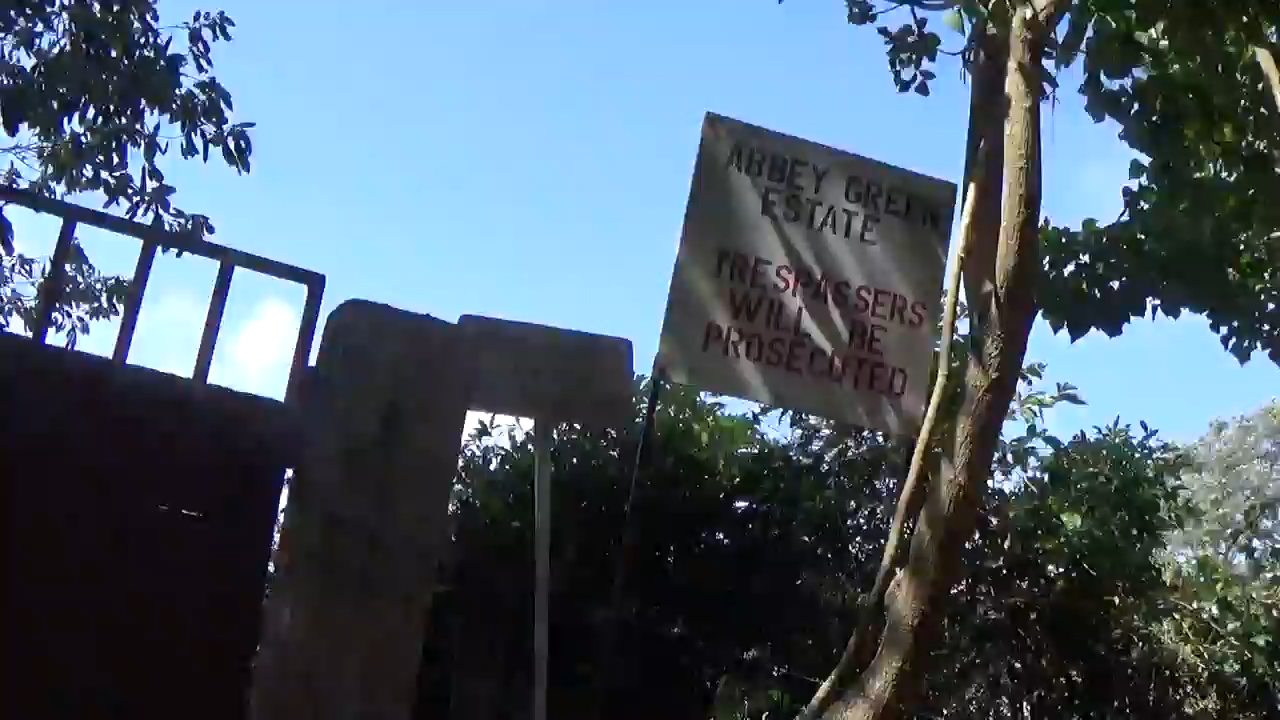 ABBEY GREEN
ESTATE
TRESPASSERS
WILL BE
PROSECUTED